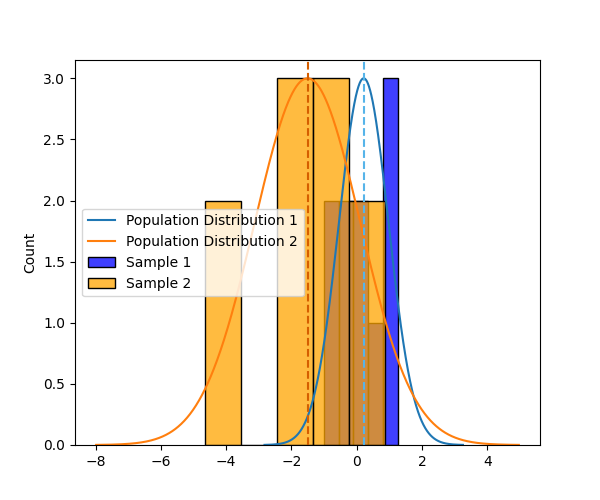 3.0
2.5
2.0
1.5
1.0
0.5
0.0
Count
Population Distribution 1
Population Distribution 2
Sample 1
Sample 2
−8 −6 −4 −2 0 2 4